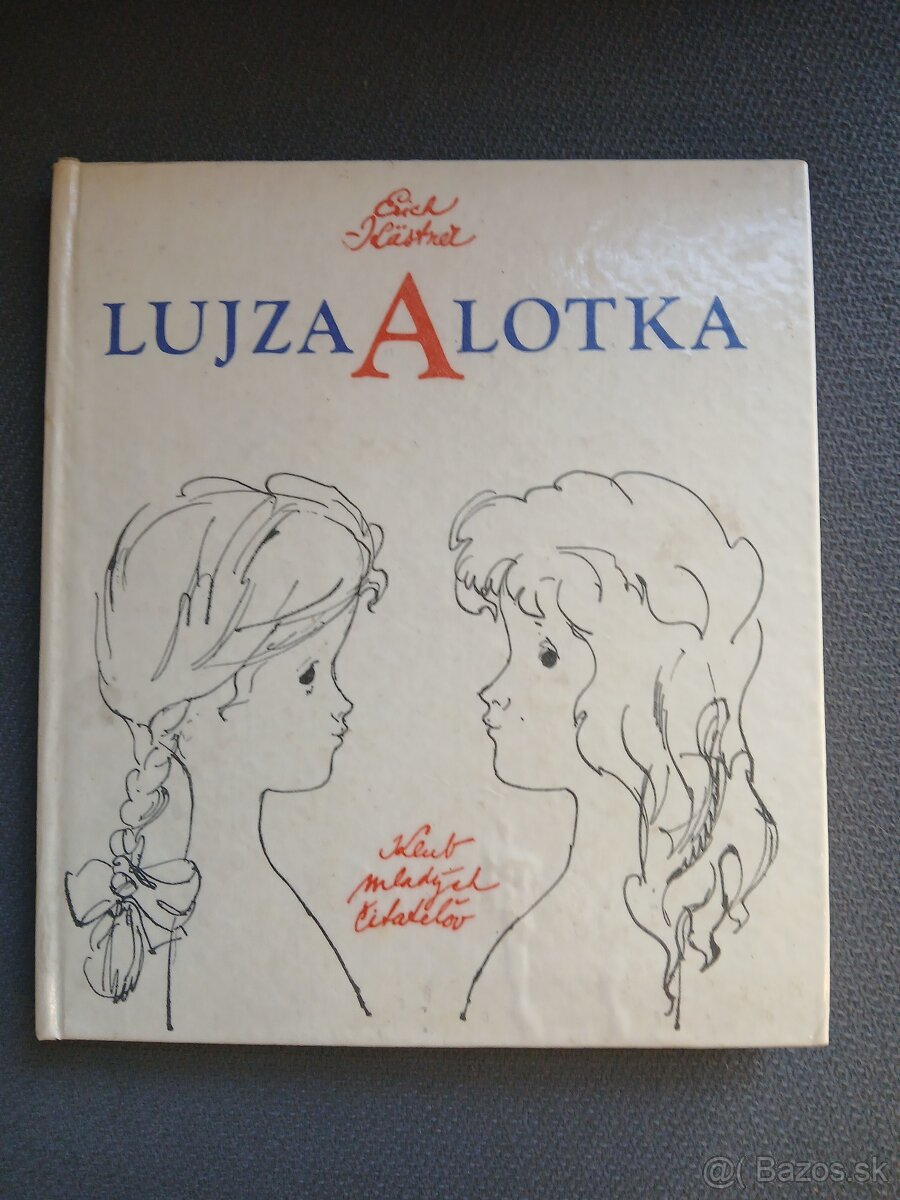 Erich
Kästner
LUJZA A LOTKA
Klub
mladých
čitateľov
@( Bazos.sk